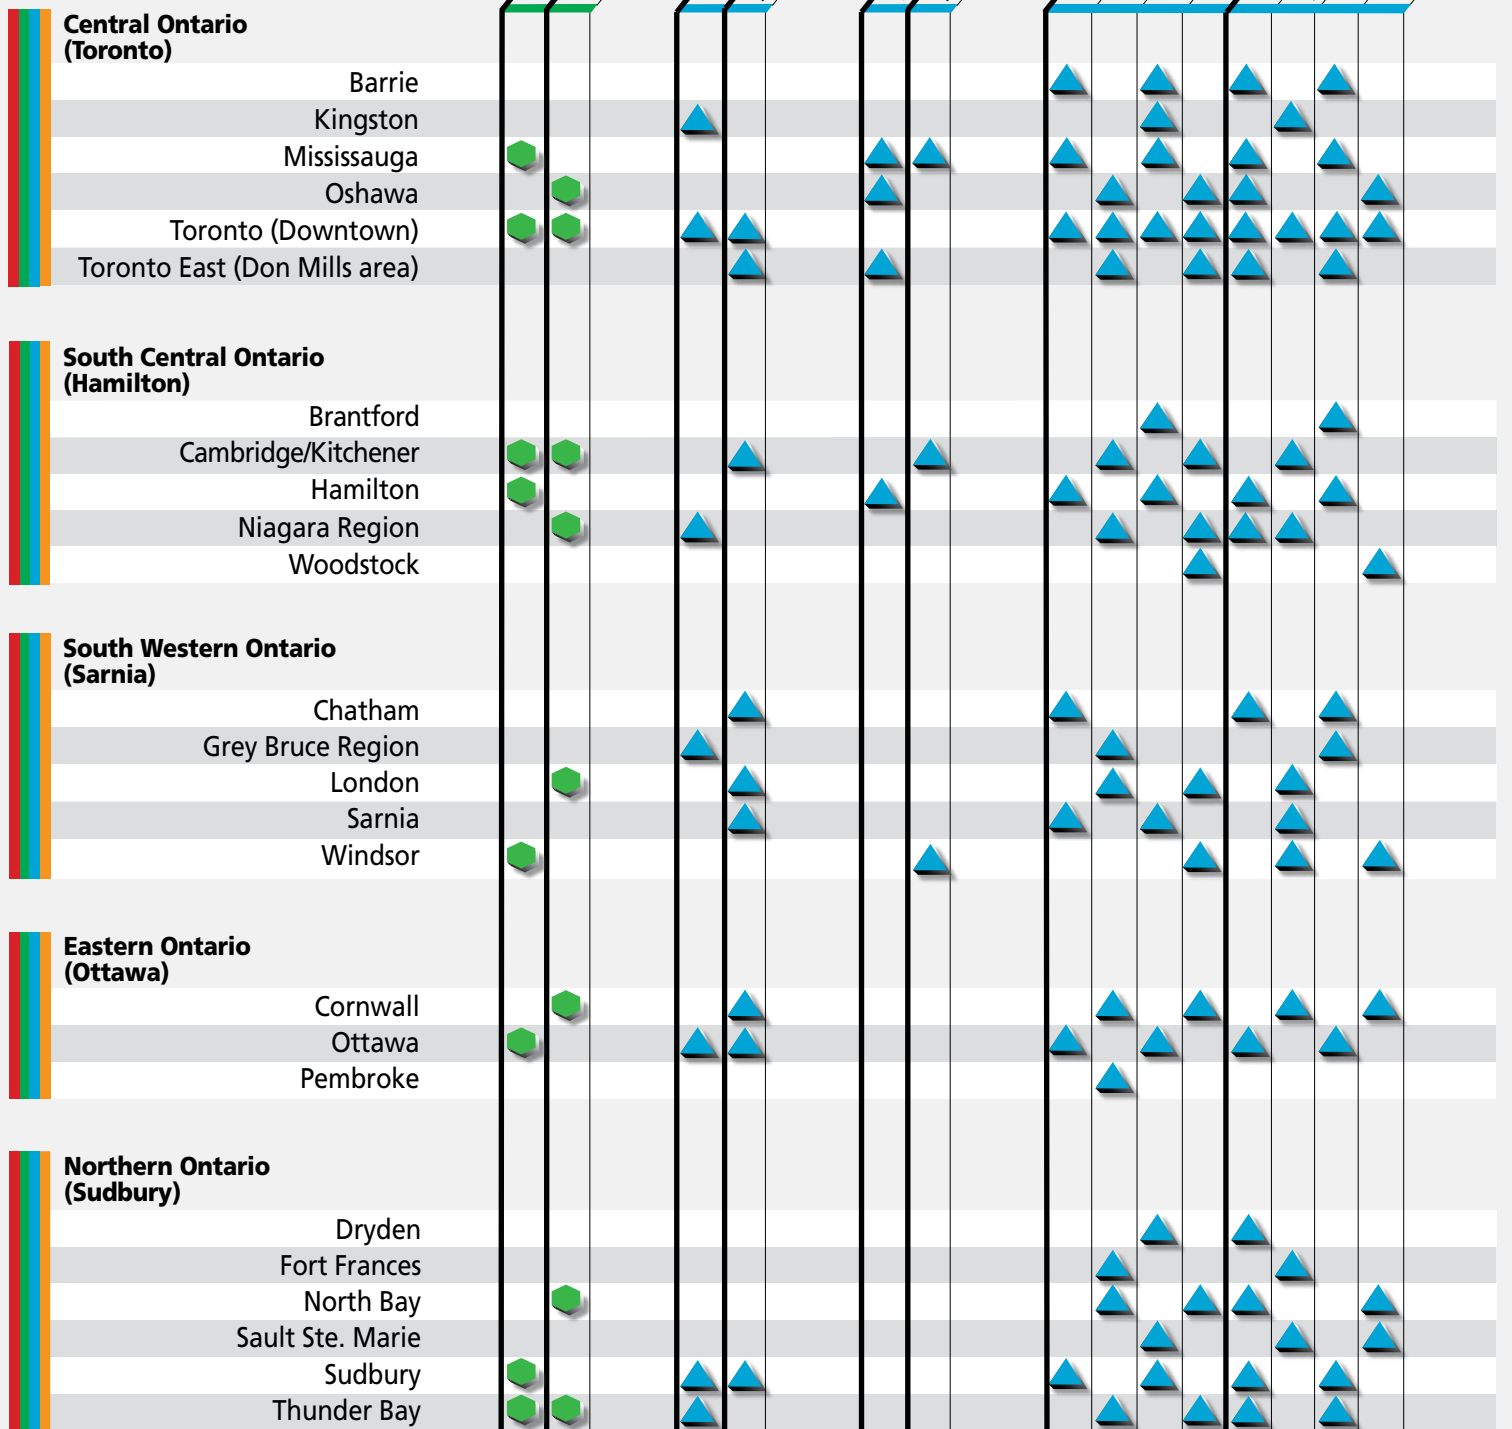 Central Ontario
(Toronto)
Barrie
Kingston
Mississauga
Oshawa
Toronto (Downtown)
Toronto East (Don Mills area)
South Central Ontario
(Hamilton)
Brantford
Cambridge/Kitchener
Hamilton
Niagara Region
Woodstock
South Western Ontario
(Sarnia)
Chatham
Grey Bruce Region
London
Sarnia
Windsor
Eastern Ontario
(Ottawa)
Cornwall
Ottawa
Pembroke
Northern Ontario
(Sudbury)
Dryden
Fort Frances
North Bay
Sault Ste. Marie
Sudbury
Thunder Bay